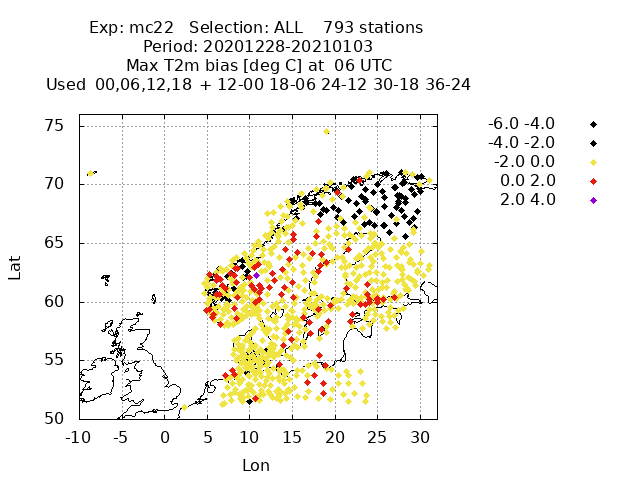 Exp: mc22   Selection: ALL    793 stations
Period: 20201228-20210103
Max T2m bias [deg C] at  06 UTC
Used  00,06,12,18  + 12-00 18-06 24-12 30-18 36-24
-6.0 -4.0
-4.0 -2.0
-2.0 0.0
0.0 2.0
2.0 4.0
75
70
65
60
55
50
Lat
-10 -5 0 5 10 15 20 25 30
Lon